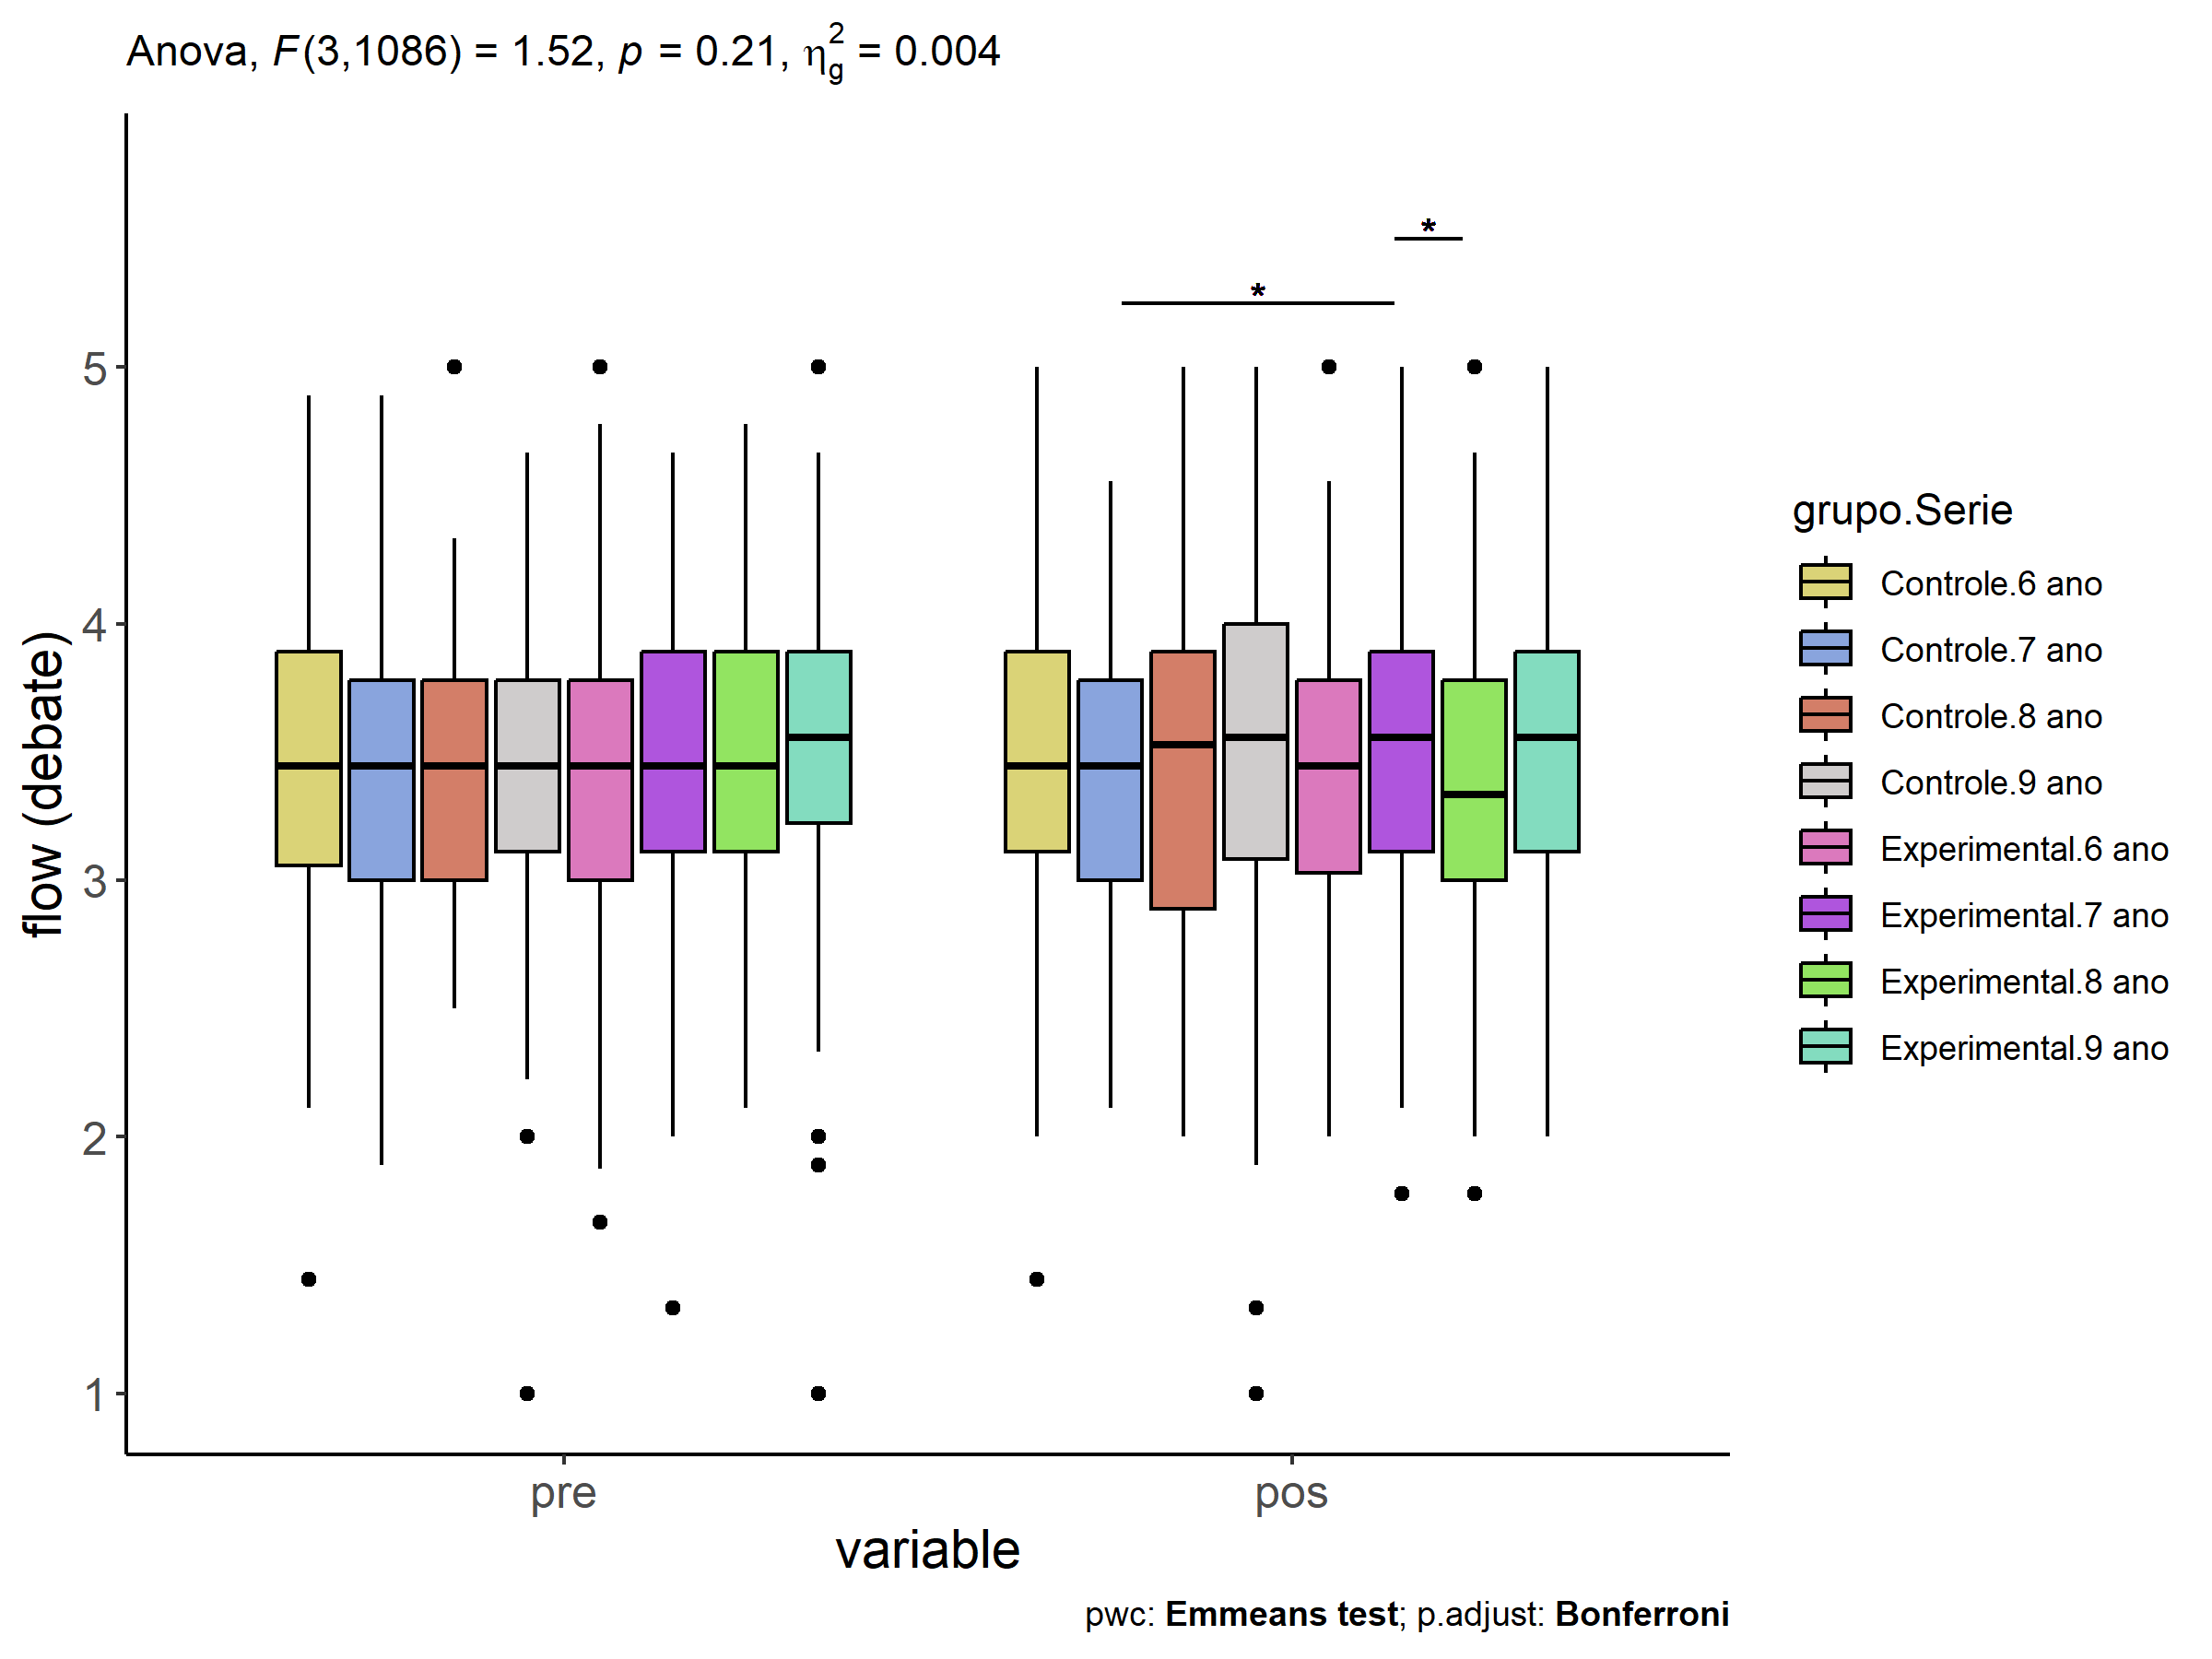 Anova, F(3,1086) = 1.52, p = 0.21, η²g = 0.004
*
*
5
4
3
2
1
flow (debate)
pre
pos
variable
grupo.Serie
Controle.6 ano
Controle.7 ano
Controle.8 ano
Controle.9 ano
Experimental.6 ano
Experimental.7 ano
Experimental.8 ano
Experimental.9 ano
pwc: Emmeans test; p.adjust: Bonferroni